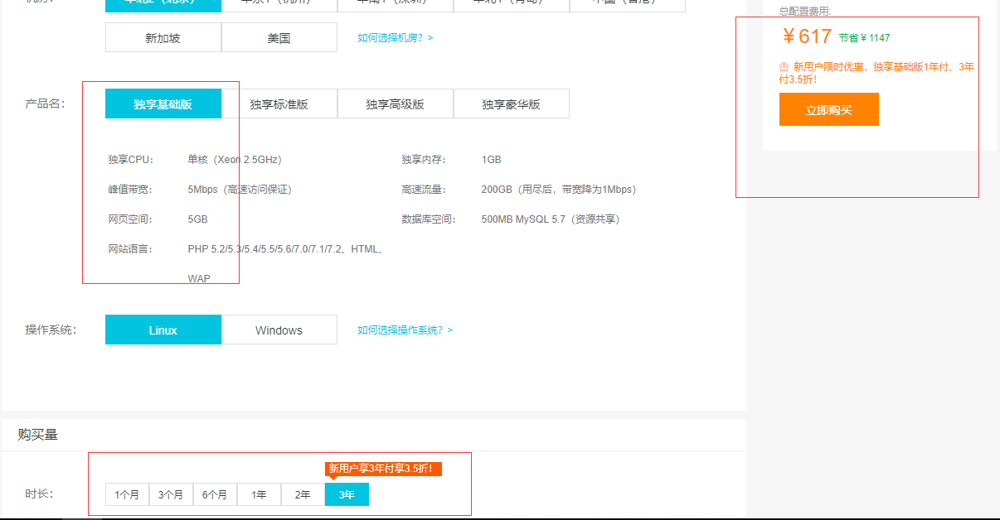 总配置费用:
￥617 节省￥1147
新加坡 美国 如何选择机房? >
新用户限时优惠，独享基础版1年付、3年
付3.5折!
产品名: 独享基础版 独享标准版 独享高级版 独享豪华版
立即购买
独享CPU: 单核（Xeon 2.5GHz） 独享内存: 1GB
峰值带宽: 5Mbps（高速访问保证） 高速流量: 200GB（用尽后，带宽降为1Mbps）
网页空间: 5GB 数据库空间: 500MB MySQL 5.7（资源共享）
网站语言: PHP 5.2/5.3/5.4/5.5/5.6/7.0/7.1/7.2、HTML、
WAP
操作系统: Linux Windows 如何选择操作系统? >
购买量
新用户享3年付享3.5折!
时长: 1个月 3个月 6个月 1年 2年 3年